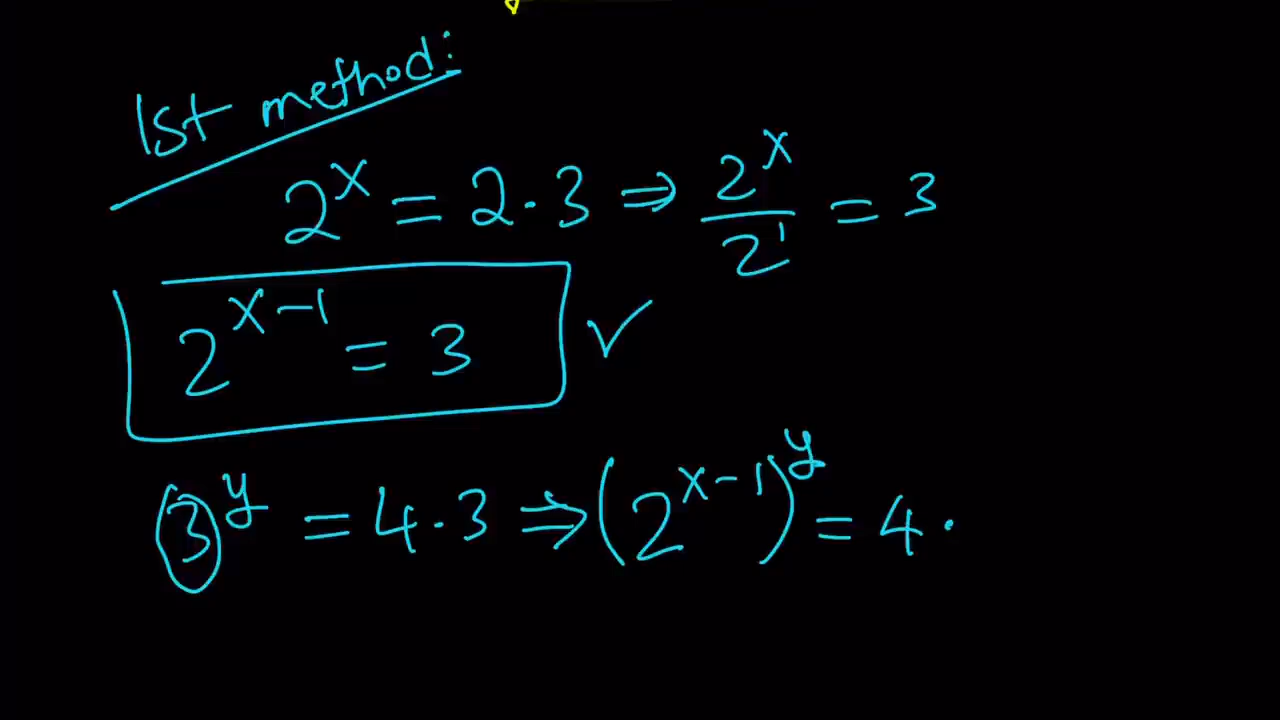 1st method:
2^x = 2·3 ⇒ 2^x/2^1 = 3
2^(x-1) = 3 ✓
3^y = 4·3 ⇒ (2^(x-1))^y = 4·